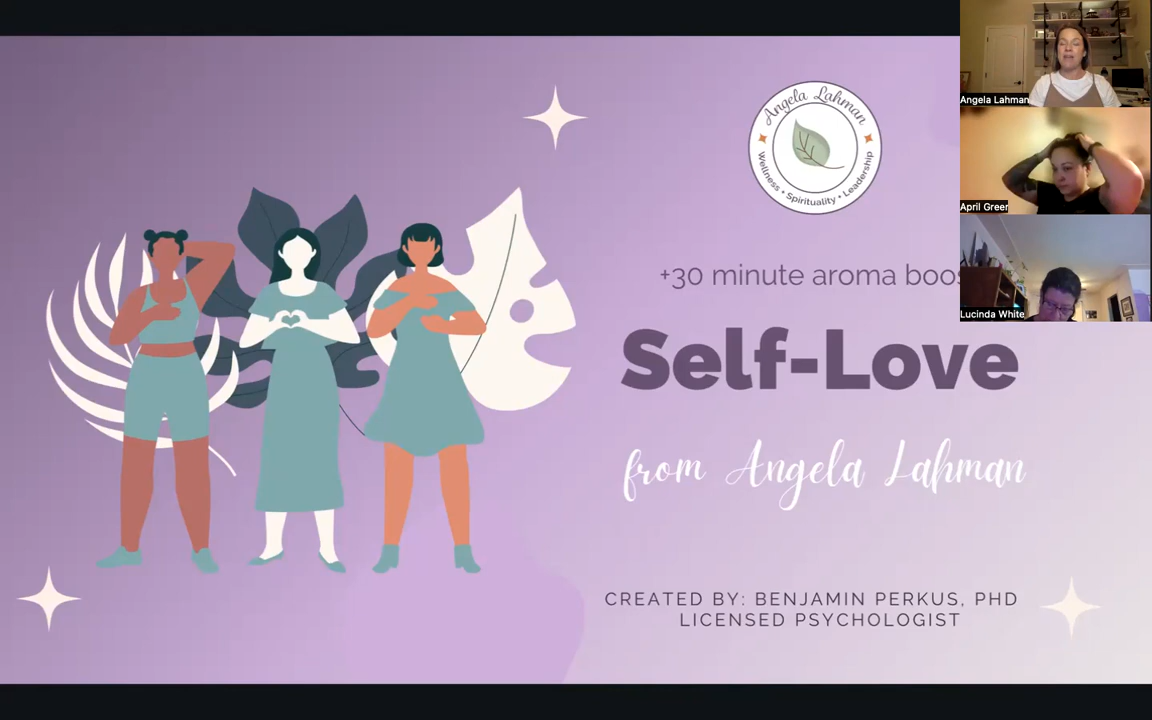 Angela Lahman
Wellness • Spirituality • Leadership
+30 minute aroma boos
Self-Love
from Angela Lahman
CREATED BY: BENJAMIN PERKUS, PHD
LICENSED PSYCHOLOGIST
Angela Lahman
April Greer
Lucinda White